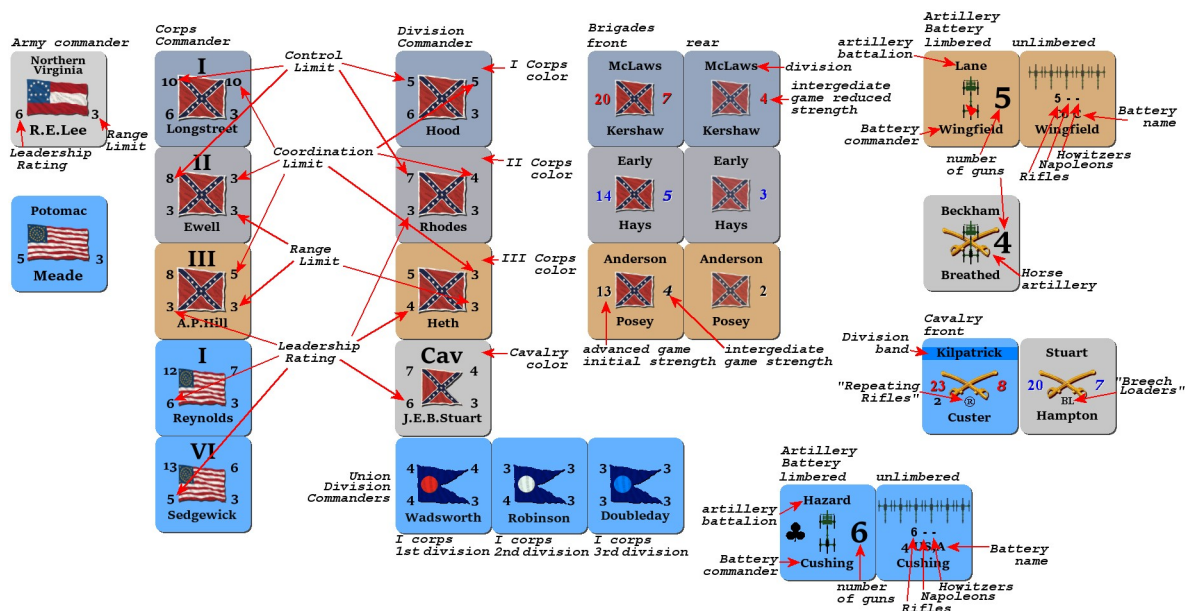 Army commander
Northern
Virginia
6
3
R.E.Lee
Leadership
Rating
Range
Limit
Potomac
5
3
Meade
Corps
Commander
I
10
10
6
3
Longstreet
II
8
3
3
3
Ewell
III
8
5
3
3
A.P.Hill
I
12
7
6
3
Reynolds
VI
13
6
5
3
Sedgewick
Control
Limit
Coordination
Limit
Range
Limit
Leadership
Rating
Division
Commander
5
5
6
3
Hood
I Corps
color
7
4
3
3
Rhodes
II Corps
color
5
3
4
3
Heth
III Corps
color
Cav
7
4
6
3
J.E.B.Stuart
Cavalry
color
Union
Division
Commanders
4
4
4
3
Wadsworth
3
3
3
3
Robinson
3
3
3
3
Doubleday
I corps
1st division
I corps
2nd division
I corps
3rd division
Brigades
front
rear
McLaws
20
7
Kershaw
McLaws
4
Kershaw
division
intergediate
game reduced
strength
Early
14
5
Hays
Early
3
Hays
Anderson
13
4
Posey
Anderson
2
Posey
advanced game
initial strength
intergediate
game strength
Artillery
Battery
limbered
unlimbered
artillery
battalion
Lane
5
Wingfield
5 - -
Co C
Wingfield
Battery
commander
number
of guns
Battery
name
Howitzers
Napoleons
Rifles
Beckham
4
Breathed
Horse
artillery
Cavalry
front
Division
band
Kilpatrick
23
8
2
®
Custer
Stuart
20
7
BL
Hampton
"Repeating
Rifles"
"Breech
Loaders"
Artillery
Battery
limbered
unlimbered
artillery
battalion
Hazard
6
Cushing
6 - -
4 USA
Cushing
Battery
commander
number
of guns
Battery
name
Howitzers
Napoleons
Rifles